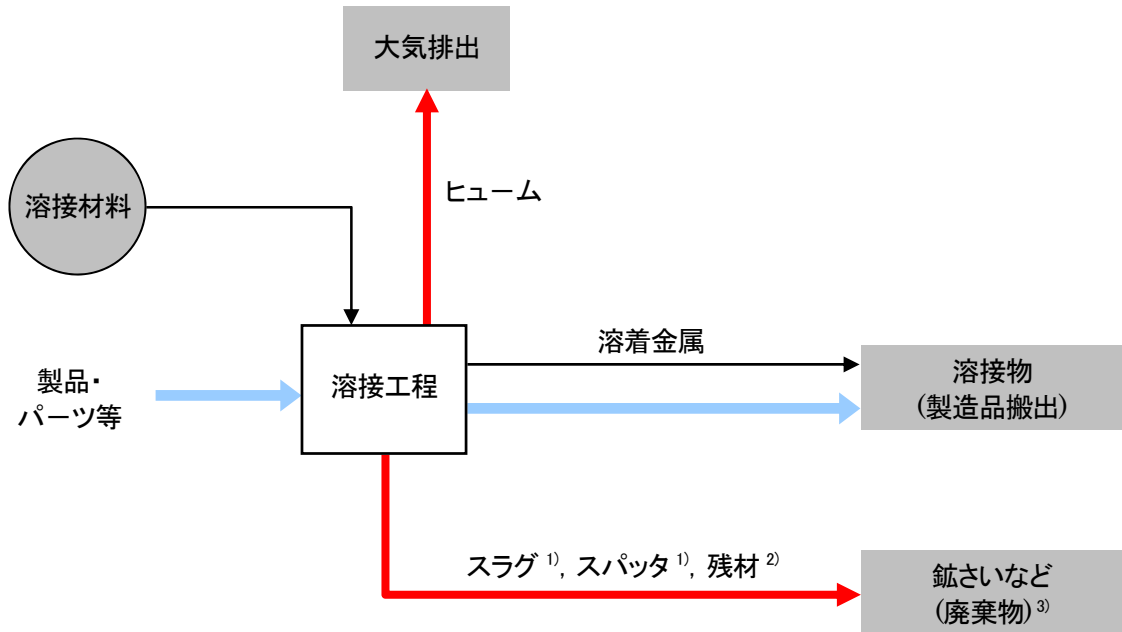 大気排出
ヒューム
溶接材料
溶着金属
製品・
パーツ等
溶接工程
溶接物
(製造品搬出)
スラグ 1), スパッタ 1), 残材 2)
鉱さいなど
(廃棄物) 3)